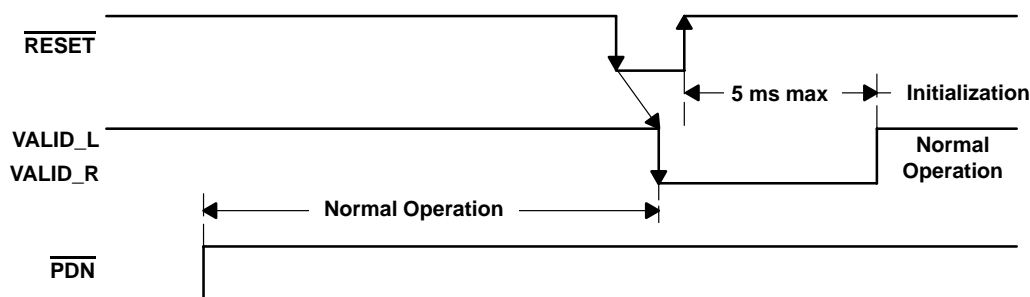 RESET
5 ms max
Initialization
VALID_L
VALID_R
Normal
Operation
Normal Operation
PDN